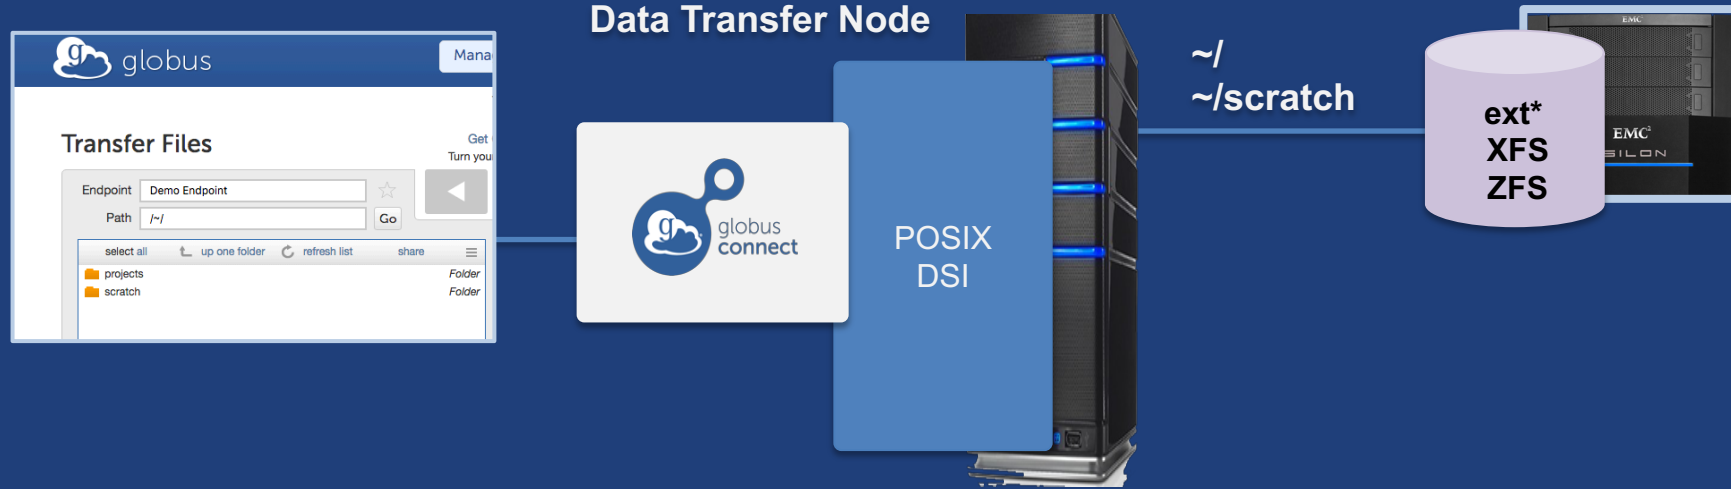 Data Transfer Node
globus
Mana
Transfer Files
Get
Turn you
Endpoint
Demo Endpoint
Path
/~/
Go
select all
up one folder
refresh list
share
projects
Folder
scratch
Folder
g
globus
connect
POSIX
DSI
~/
~/scratch
ext*
XFS
ZFS
EMC
EMC²
SILON